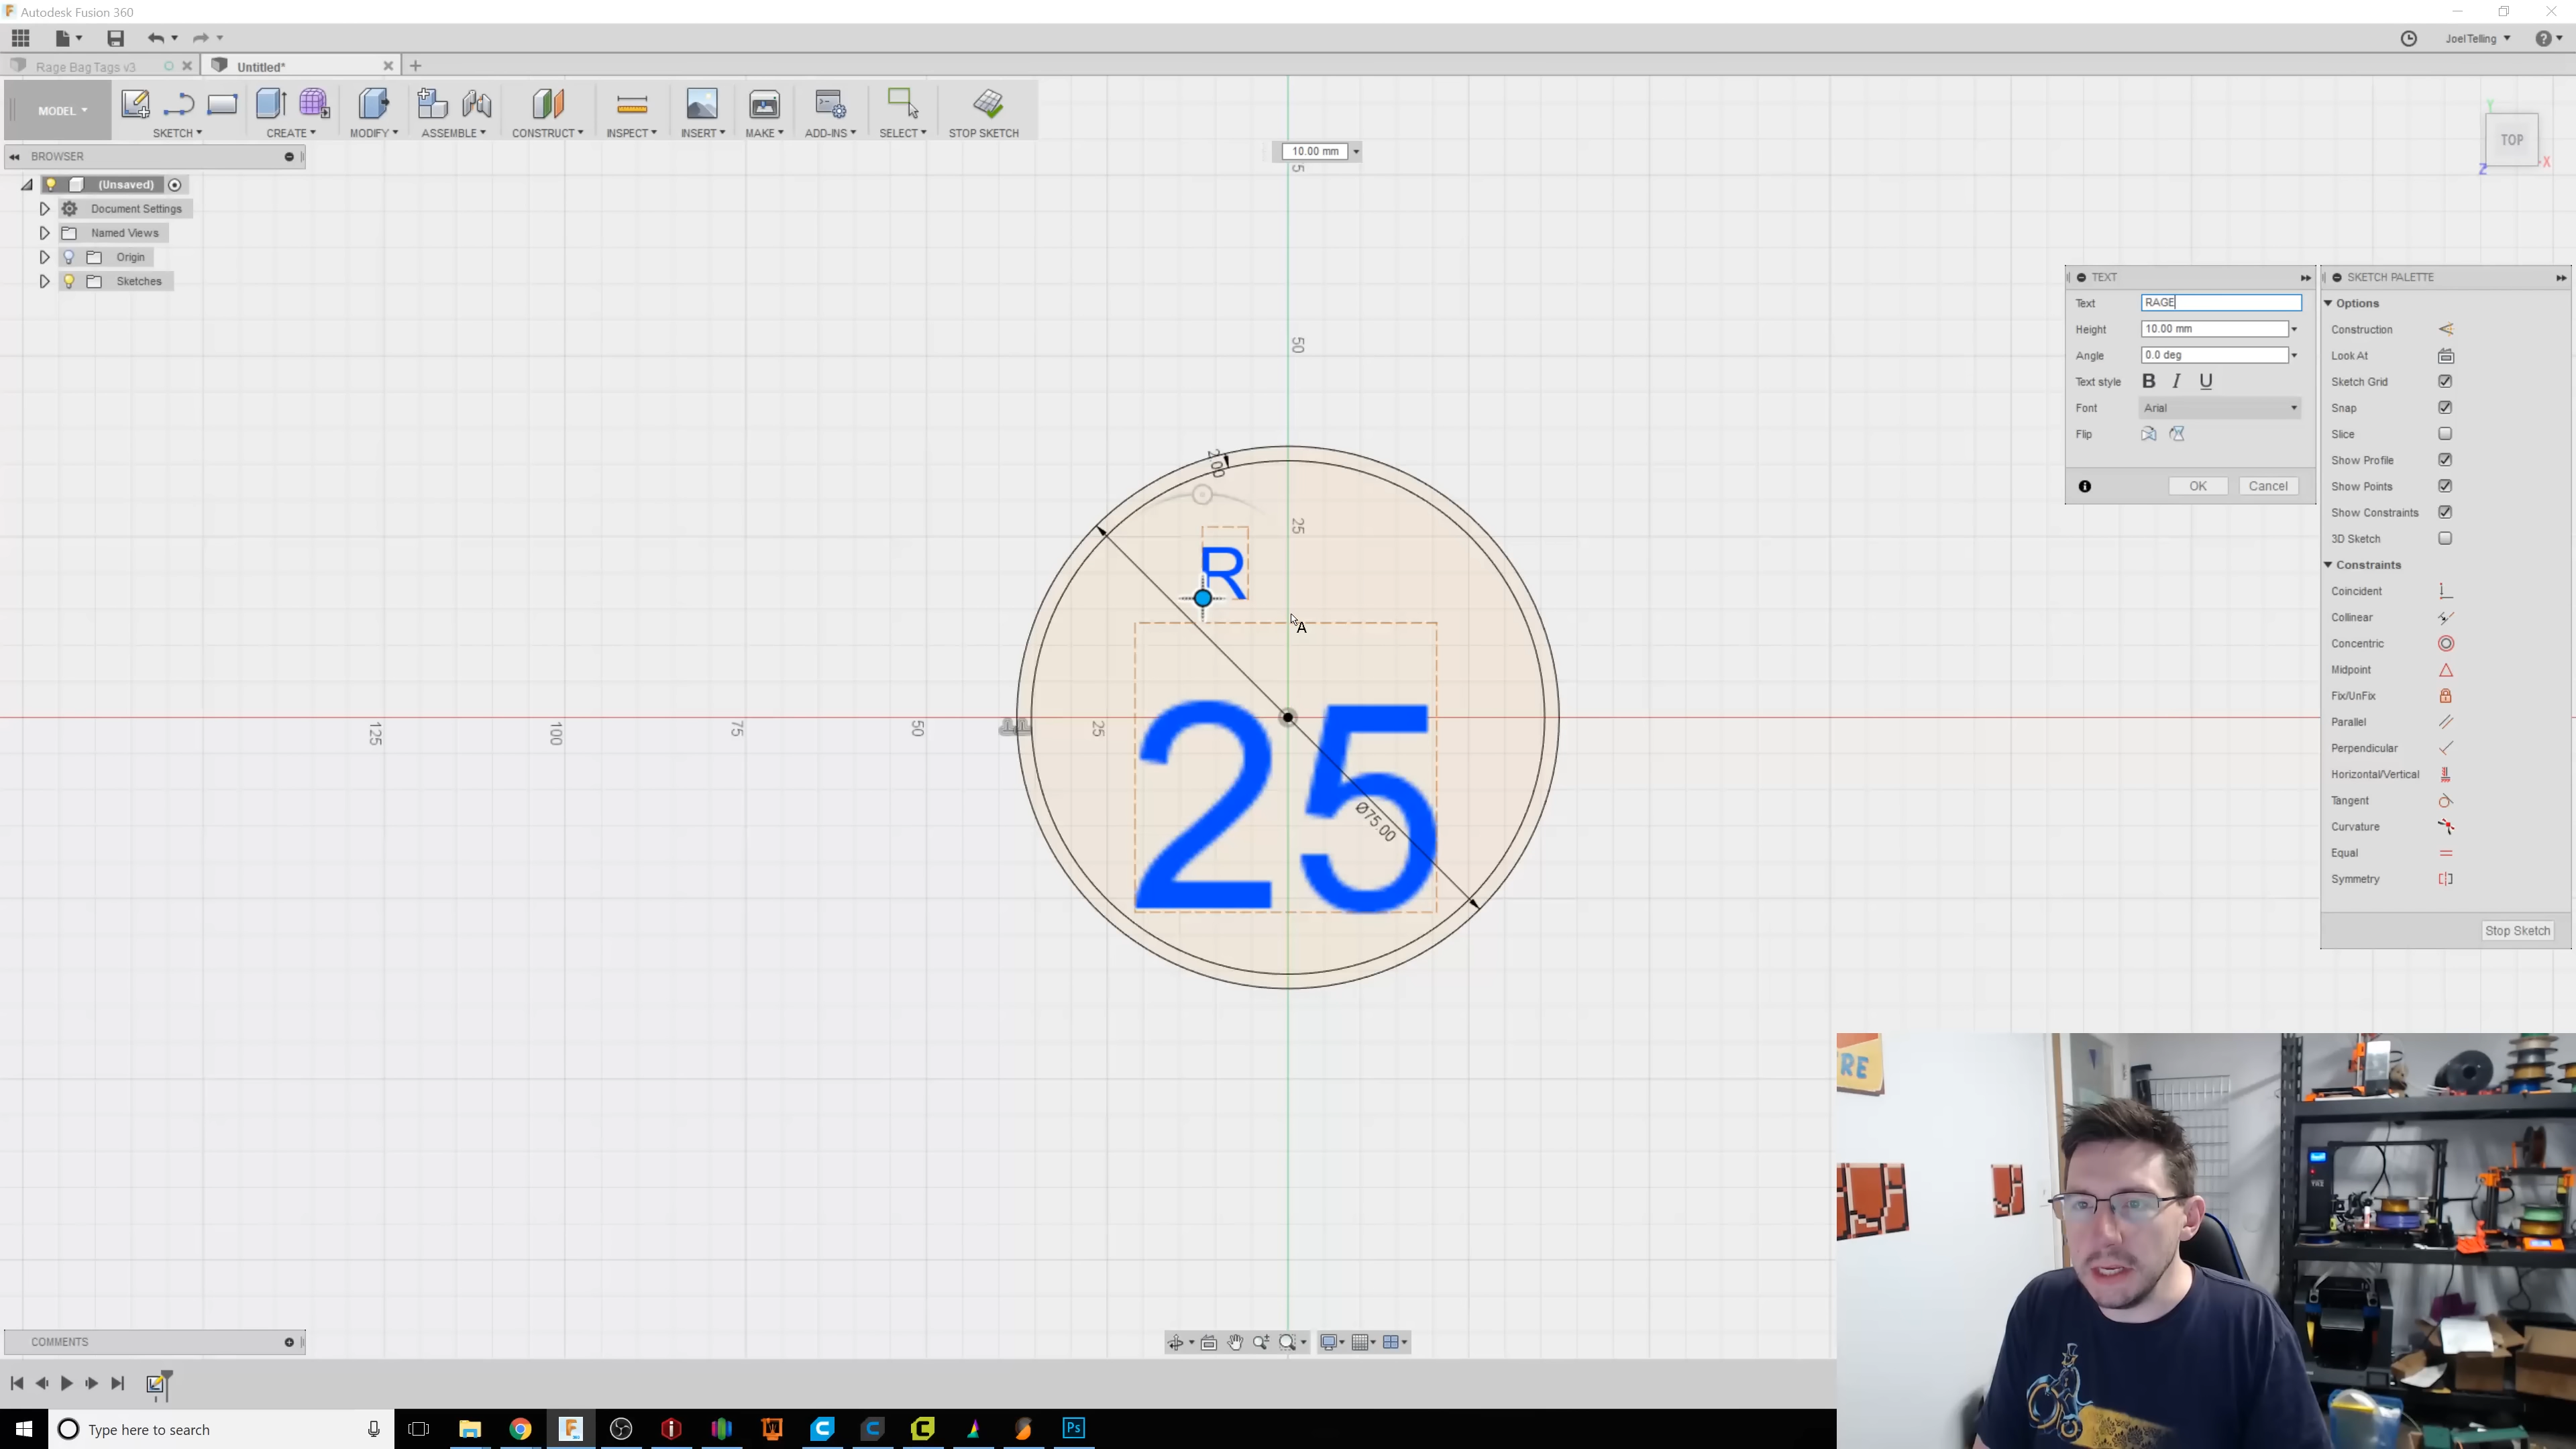 Autodesk Fusion 360
JoelTelling
Rage Bag Tags v3
Untitled*
MODEL
SKETCH
CREATE
MODIFY
ASSEMBLE
CONSTRUCT
INSPECT
INSERT
MAKE
ADD-INS
SELECT
STOP SKETCH
BROWSER
(Unsaved)
Document Settings
Named Views
Origin
Sketches
10.00 mm
5
50
25
2.00
R
25
Ø75.00
125
100
75
50
25
TOP
Y
X
Z
A
TEXT
Text RAGE
Height 10.00 mm
Angle 0.0 deg
Text style B I U
Font Arial
Flip
OK Cancel
SKETCH PALETTE
Options
Construction
Look At
Sketch Grid
Snap
Slice
Show Profile
Show Points
Show Constraints
3D Sketch
Constraints
Coincident
Collinear
Concentric
Midpoint
Fix/UnFix
Parallel
Perpendicular
Horizontal/Vertical
Tangent
Curvature
Equal
Symmetry
Stop Sketch
RE
COMMENTS
Type here to search
Ps